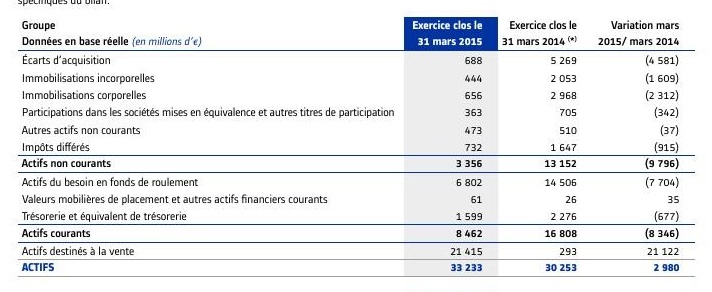 spécifiques du bilan.
Groupe Exercice clos le Exercice clos le Variation mars
Données en base réelle (en millions d'€) 31 mars 2015 31 mars 2014 (*) 2015/ mars 2014
Écarts d'acquisition 688 5 269 (4 581)
Immobilisations incorporelles 444 2 053 (1 609)
Immobilisations corporelles 656 2 968 (2 312)
Participations dans les sociétés mises en équivalence et autres titres de participation 363 705 (342)
Autres actifs non courants 473 510 (37)
Impôts différés 732 1 647 (915)
Actifs non courants 3 356 13 152 (9 796)
Actifs du besoin en fonds de roulement 6 802 14 506 (7 704)
Valeurs mobilières de placement et autres actifs financiers courants 61 26 35
Trésorerie et équivalent de trésorerie 1 599 2 276 (677)
Actifs courants 8 462 16 808 (8 346)
Actifs destinés à la vente 21 415 293 21 122
ACTIFS 33 233 30 253 2 980